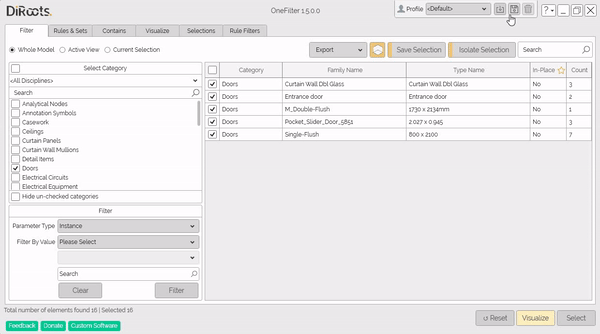 DiRoots.
OneFilter 1.5.0.0
Profile <Default>
?
Filter Rules & Sets Contains Visualize Selections Rule Filters
Whole Model Active View Current Selection
Export Save Selection Isolate Selection Search
Select Category
<All Disciplines>
Search
Analytical Nodes
Annotation Symbols
Casework
Ceilings
Curtain Panels
Curtain Wall Mullions
Detail Items
Doors
Electrical Circuits
Electrical Equipment
Hide un-checked categories
Filter
Parameter Type Instance
Filter By Value Please Select
Search
Clear Filter
Category Family Name Type Name In-Place Count
Doors Curtain Wall Dbl Glass Curtain Wall Dbl Glass No 3
Doors Entrance door Entrance door No 2
Doors M_Double-Flush 1730 x 2134mm No 1
Doors Pocket_Slider_Door_5851 2.027 x 0.945 No 3
Doors Single-Flush 800 x 2100 No 7
Total number of elements found 16 | Selected 16
Feedback Donate Custom Software
Reset Visualize Select